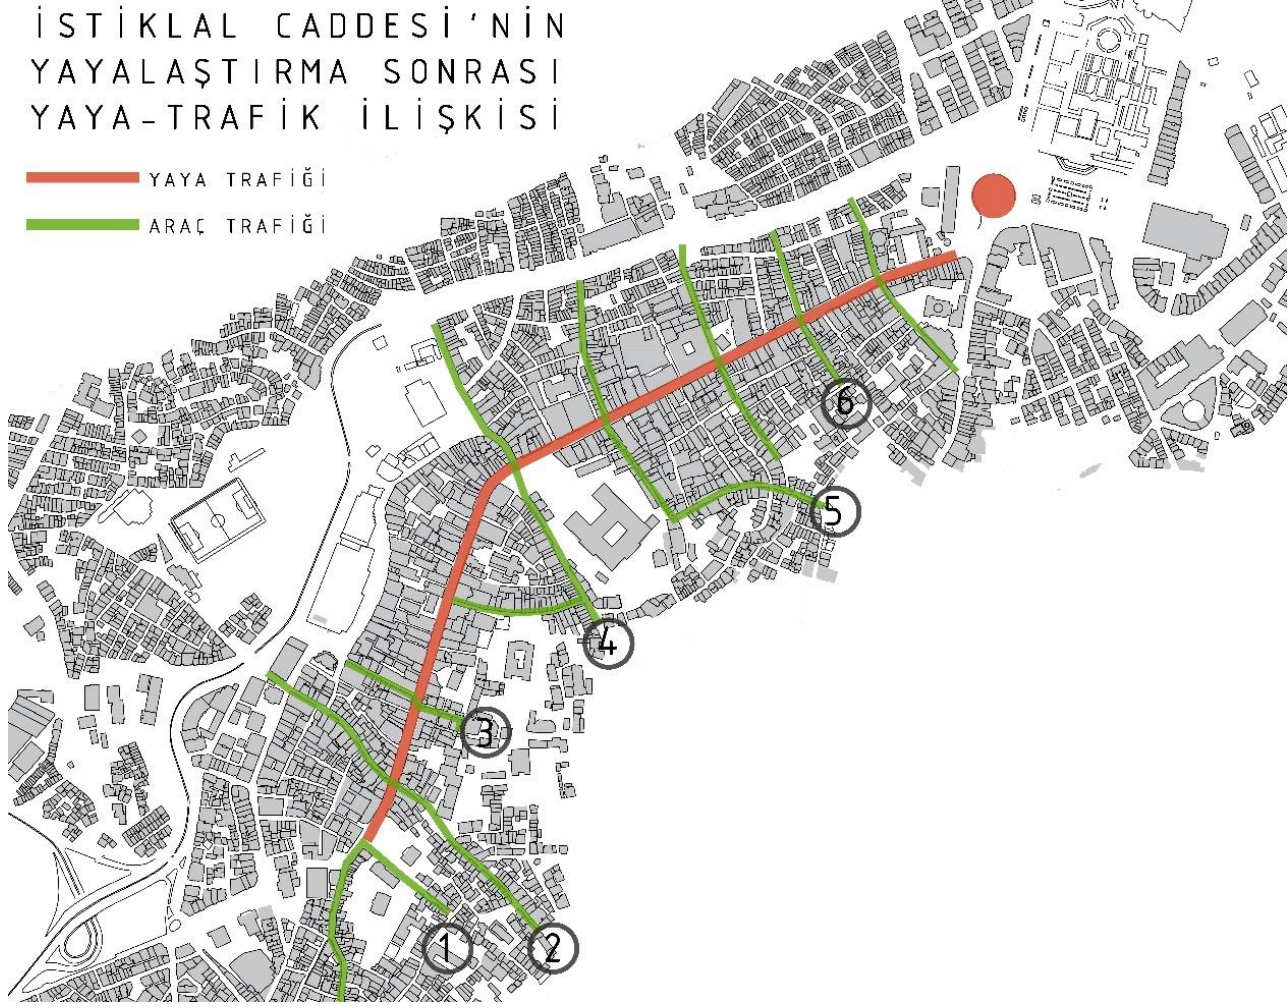 İSTİKLAL CADDESİ'NİN
YAYALAŞTIRMA SONRASI
YAYA-TRAFİK İLİŞKİSİ
YAYA TRAFİĞİ
ARAÇ TRAFİĞİ
6
5
4
3
1
2